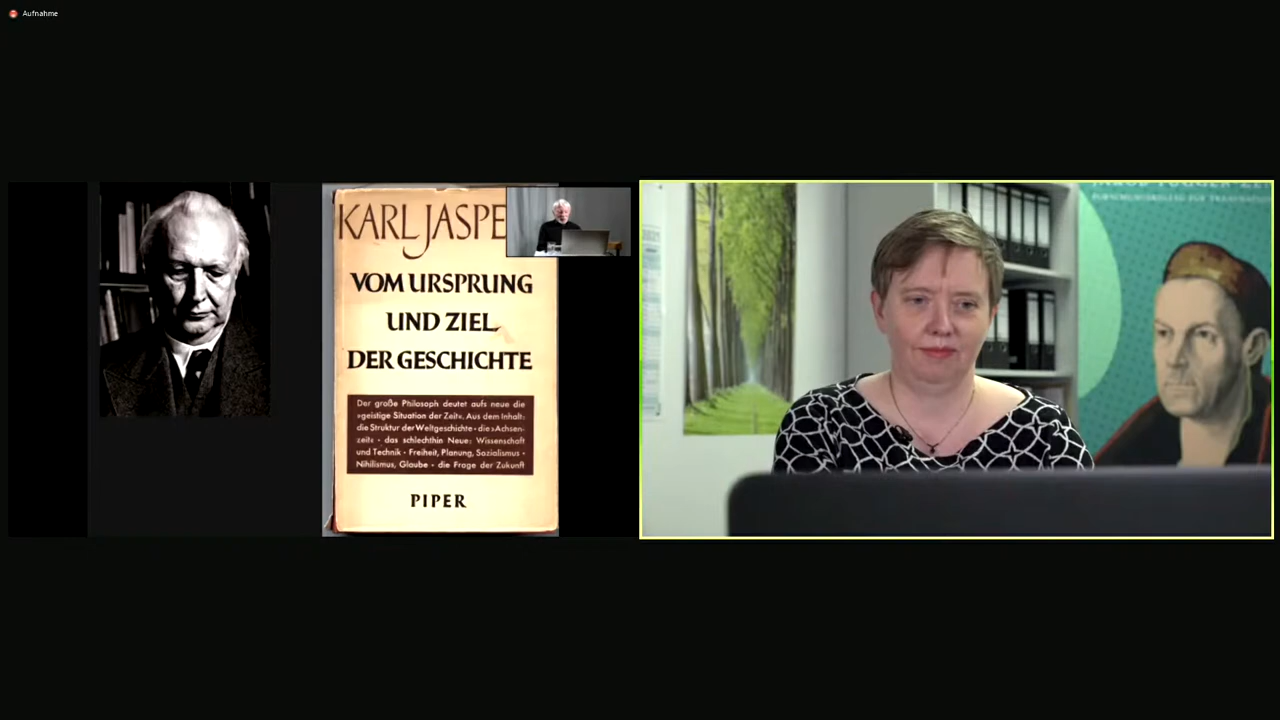 Aufnahme
KARL JASPE
VOM URSPRUNG
UND ZIEL
DER GESCHICHTE
Der große Philosoph deutet aufs neue die
»geistige Situation der Zeit«. Aus dem Inhalt:
die Struktur der Weltgeschichte · die »Achsen-
zeit« · das schlechthin Neue: Wissenschaft
und Technik · Freiheit, Planung, Sozialismus ·
Nihilismus, Glaube · die Frage der Zukunft
PIPER